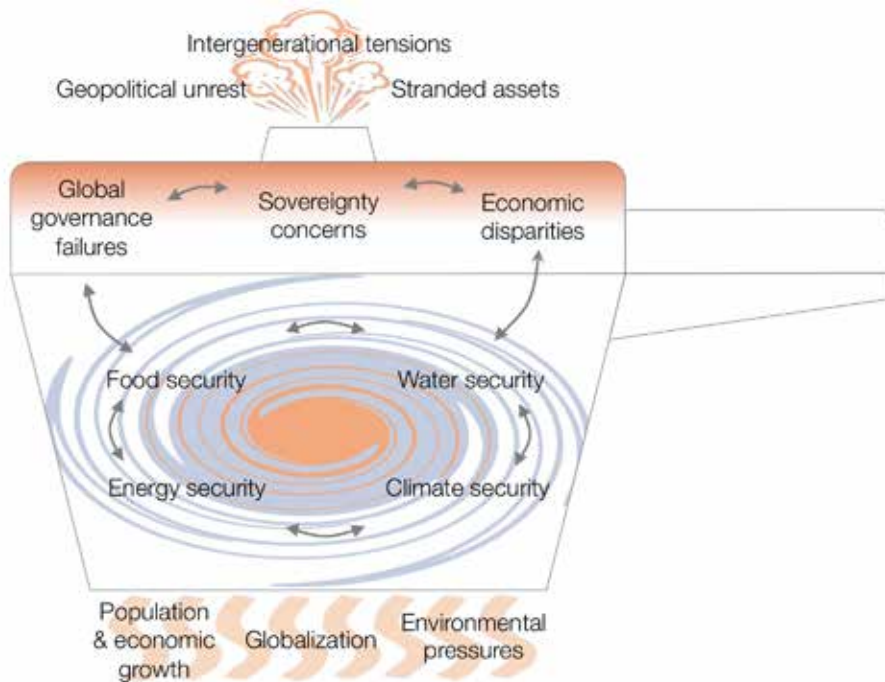 Intergenerational tensions
Geopolitical unrest
Stranded assets
Global
governance
failures
Sovereignty
concerns
Economic
disparities
Food security
Water security
Energy security
Climate security
Population
& economic
growth
Globalization
Environmental
pressures